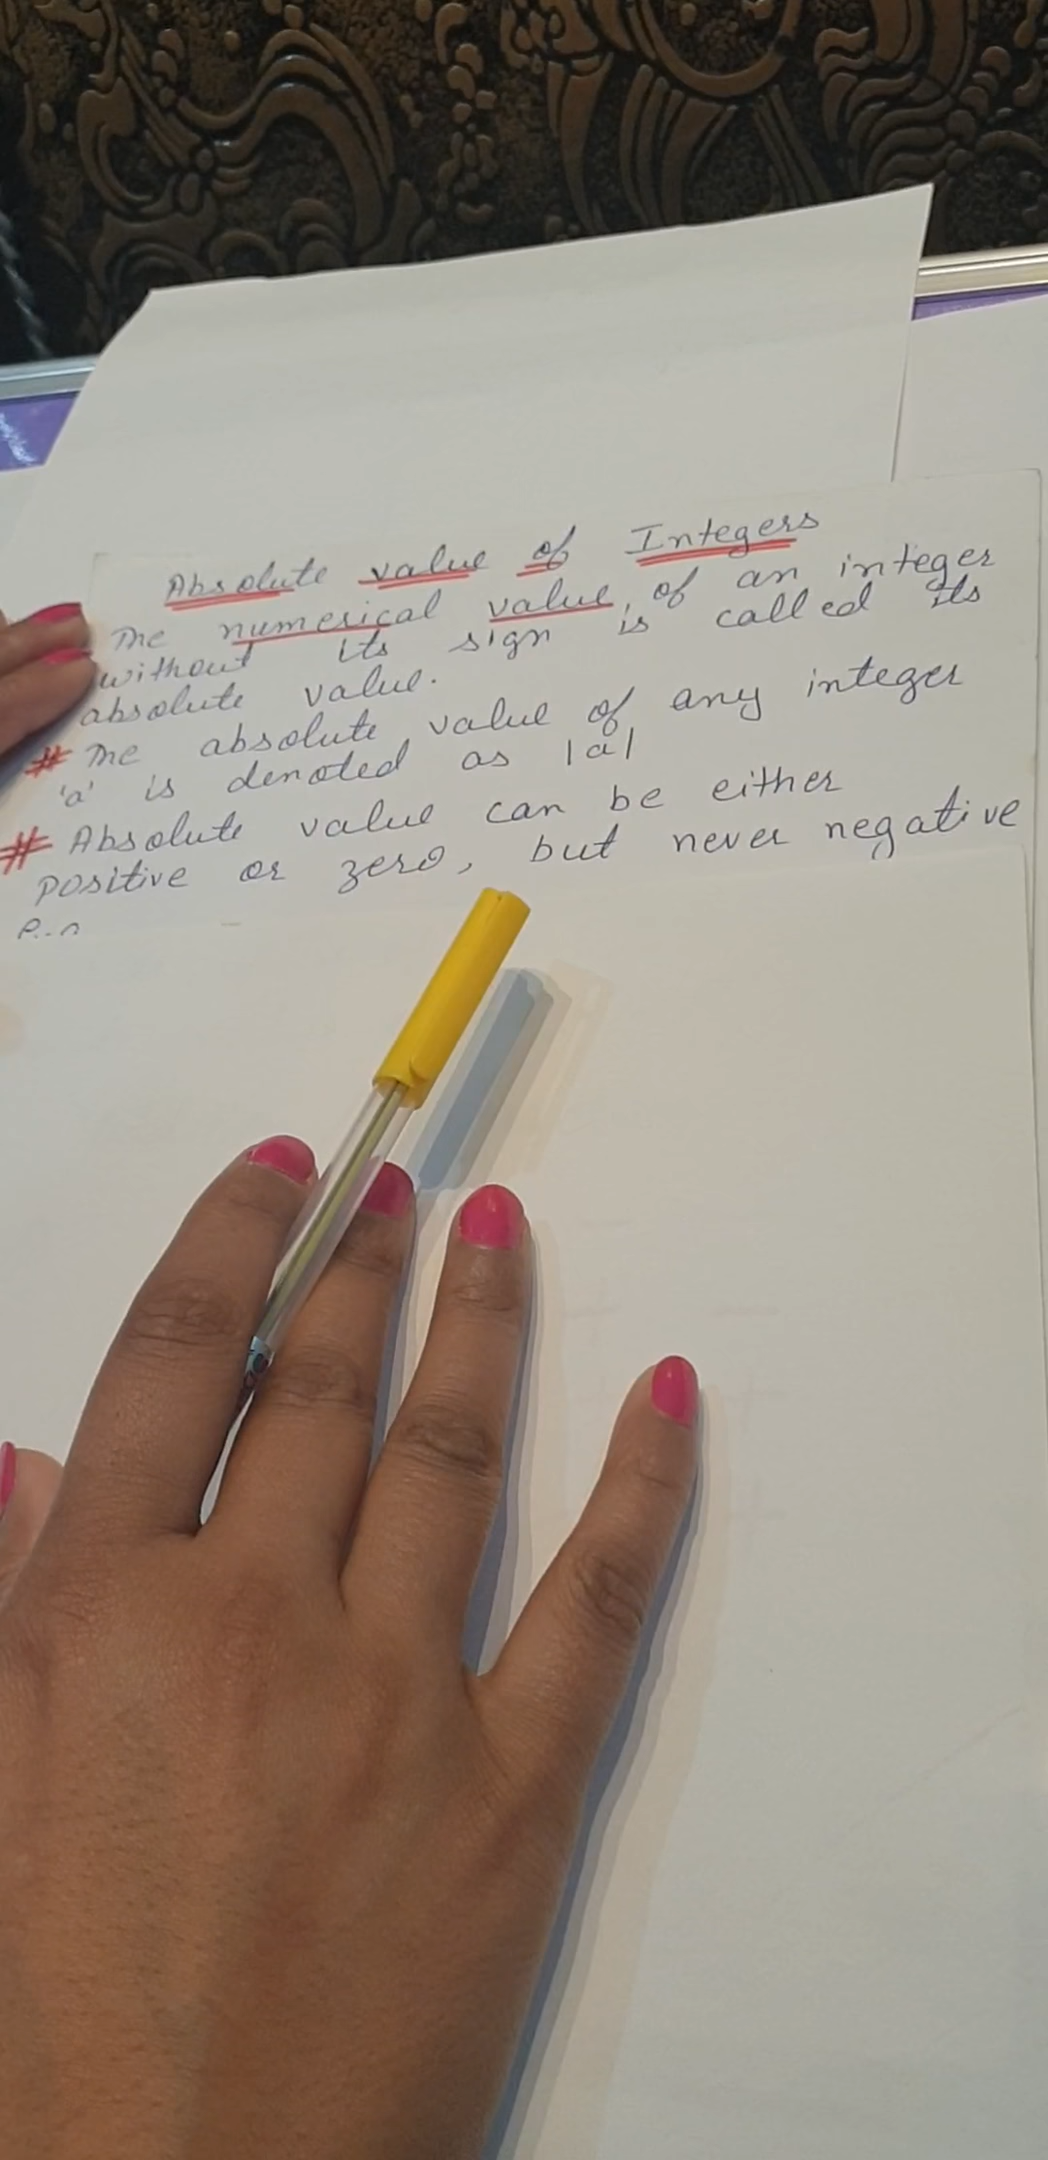 Absolute value of Integers
The numerical value, of an integer
without its sign is called its
absolute value.
# The absolute value of any integer
'a' is denoted as |a|
# Absolute value can be either
positive or zero, but never negative